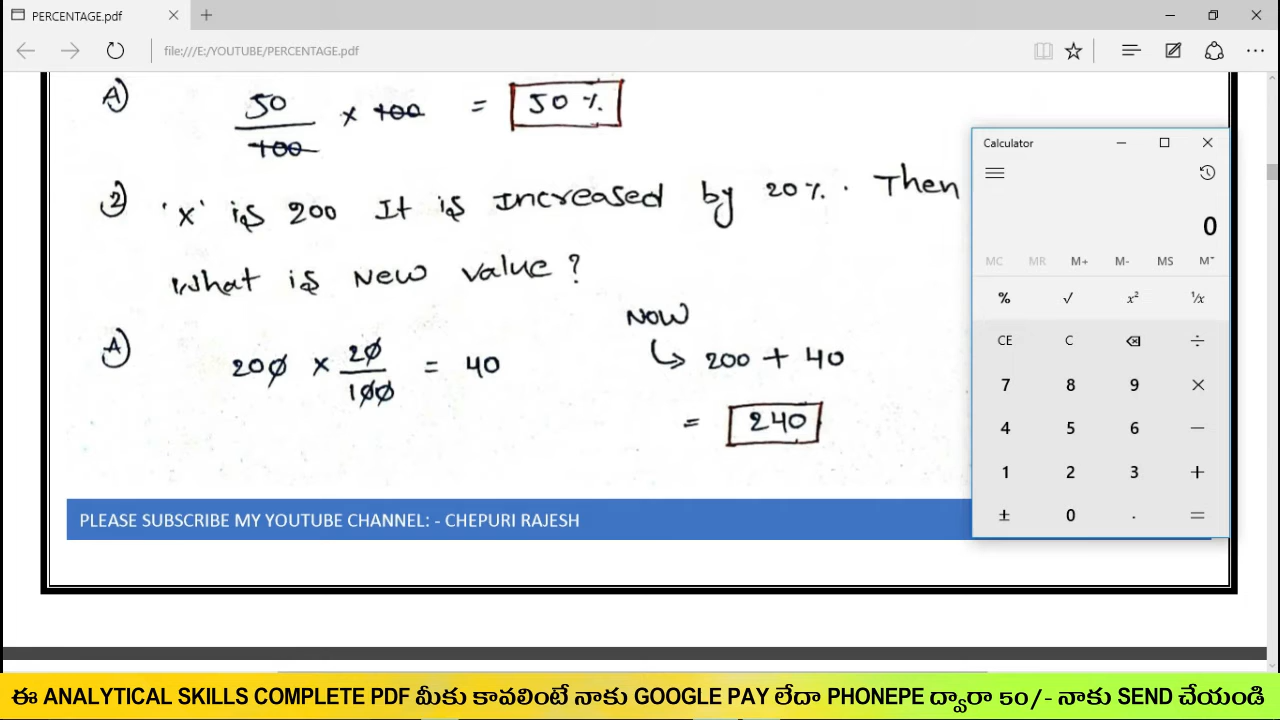 PERCENTAGE.pdf
file:///E:/YOUTUBE/PERCENTAGE.pdf
A) 50/100 × 100 = 50 %
2) 'x' is 200 It is Increased by 20%. Then
What is New value?
A) 200 × 20/100 = 40
Now
200 + 40
= 240
PLEASE SUBSCRIBE MY YOUTUBE CHANNEL: - CHEPURI RAJESH
Calculator
0
MC MR M+ M- MS M˅
% √ x² ¹/x
CE C ⌫ ÷
7 8 9 ×
4 5 6 −
1 2 3 +
± 0 . =
ఈ ANALYTICAL SKILLS COMPLETE PDF మీకు కావలింటే నాకు GOOGLE PAY లేదా PHONEPE ద్వారా 50/- నాకు SEND చేయండి